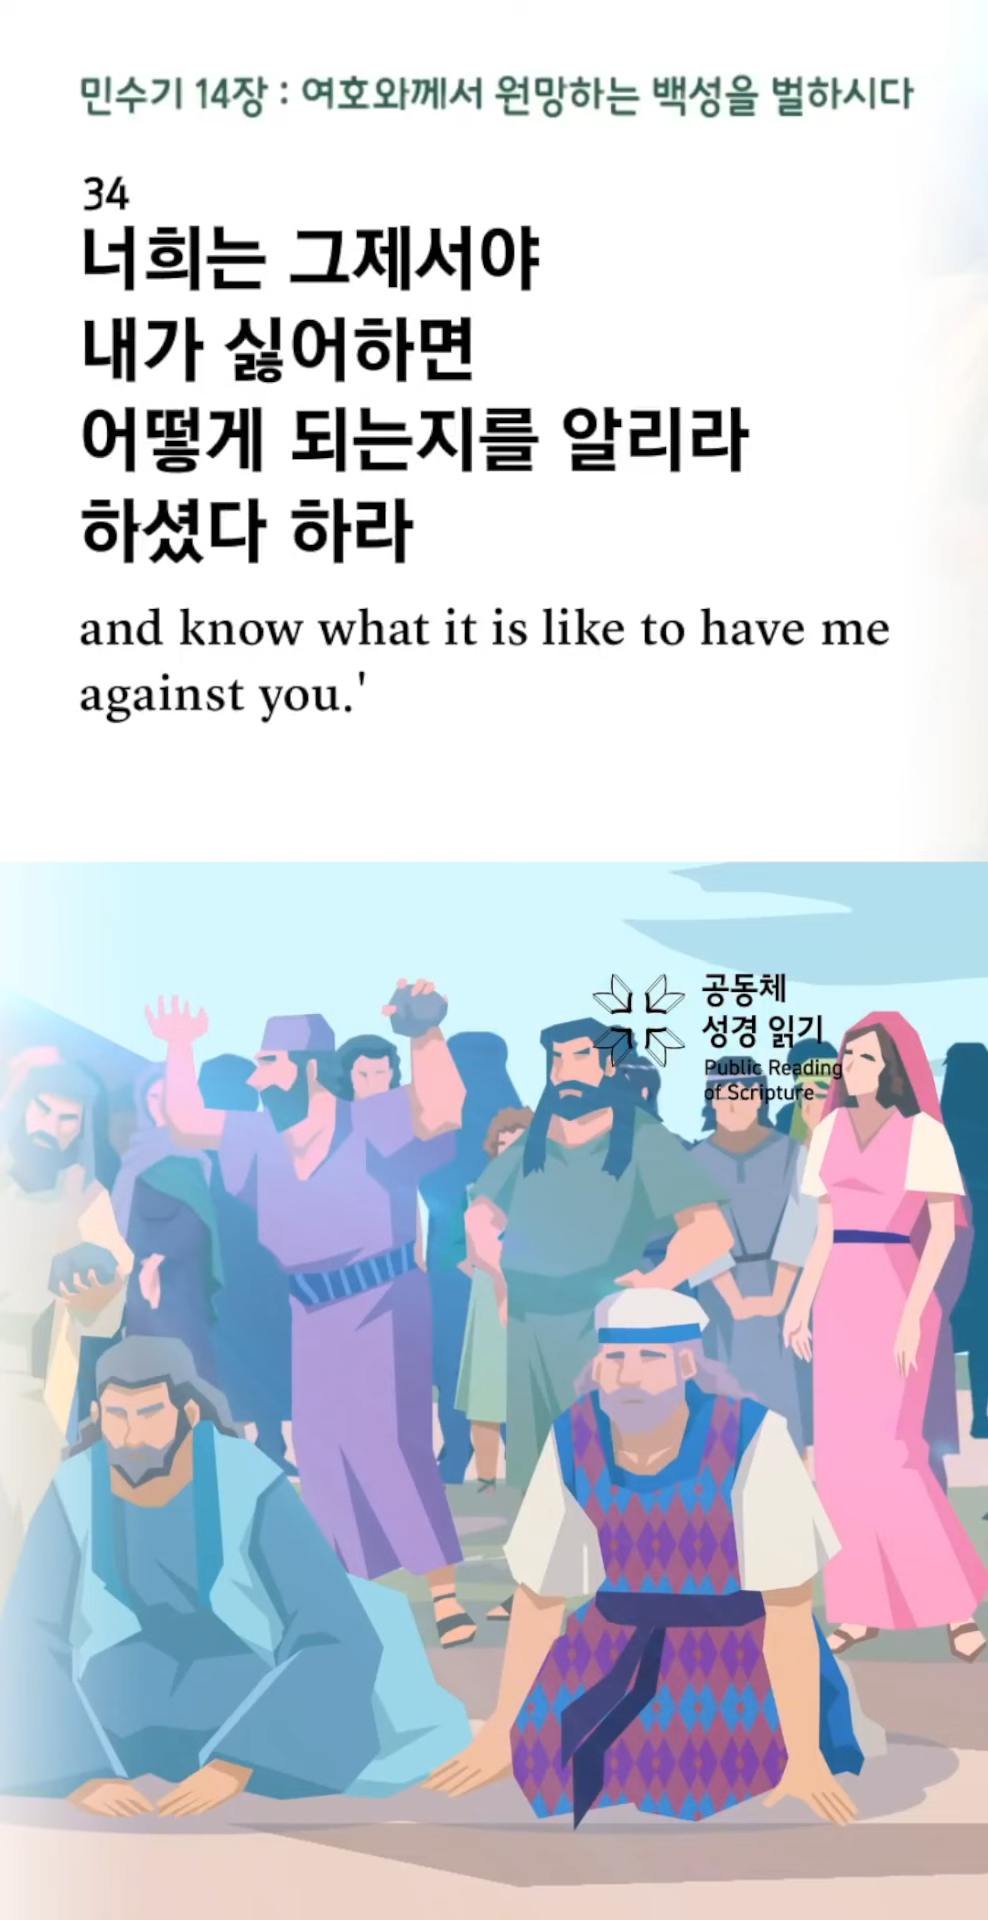 민수기 14장 : 여호와께서 원망하는 백성을 벌하시다
34
너희는 그제서야
내가 싫어하면
어떻게 되는지를 알리라
하셨다 하라
and know what it is like to have me
against you.'
공동체
성경 읽기
Public Reading
of Scripture